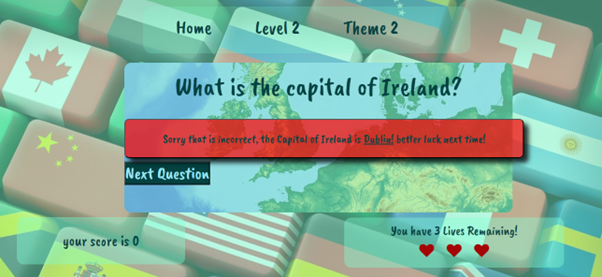 Home Level 2 Theme 2
What is the capital of Ireland?
Sorry that is incorrect, the Capital of Ireland is Dublin! better luck next time!
Next Question
your score is 0
You have 3 Lives Remaining!